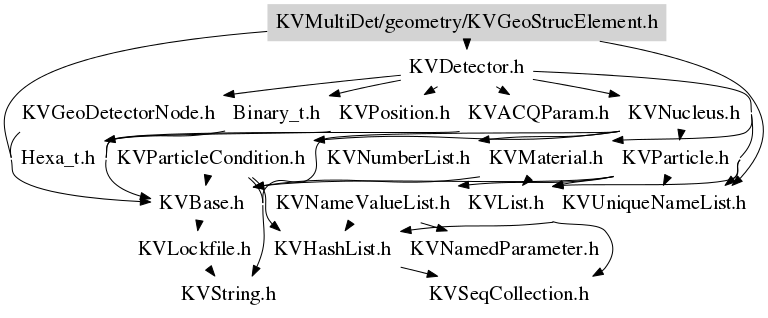 KVMultiDet/geometry/KVGeoStrucElement.h
KVDetector.h
KVGeoDetectorNode.h Binary_t.h KVPosition.h KVACQParam.h KVNucleus.h
Hexa_t.h KVParticleCondition.h KVNumberList.h KVMaterial.h KVParticle.h
KVBase.h KVNameValueList.h KVList.h KVUniqueNameList.h
KVLockfile.h KVHashList.h KVNamedParameter.h
KVString.h KVSeqCollection.h